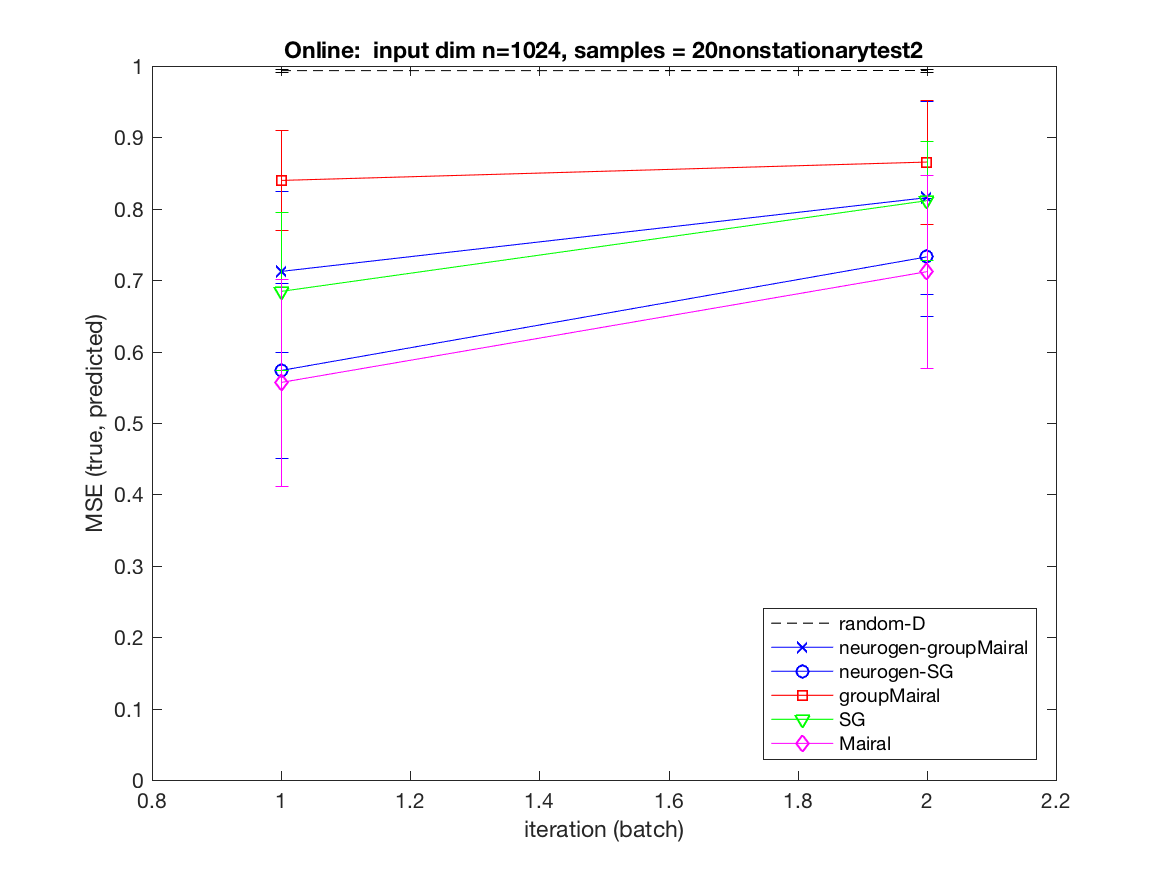 Online:  input dim n=1024, samples = 20nonstationarytest2
MSE (true, predicted)
1
0.9
0.8
0.7
0.6
0.5
0.4
0.3
0.2
0.1
0
0.8 1 1.2 1.4 1.6 1.8 2 2.2
iteration (batch)
random-D
neurogen-groupMairal
neurogen-SG
groupMairal
SG
Mairal